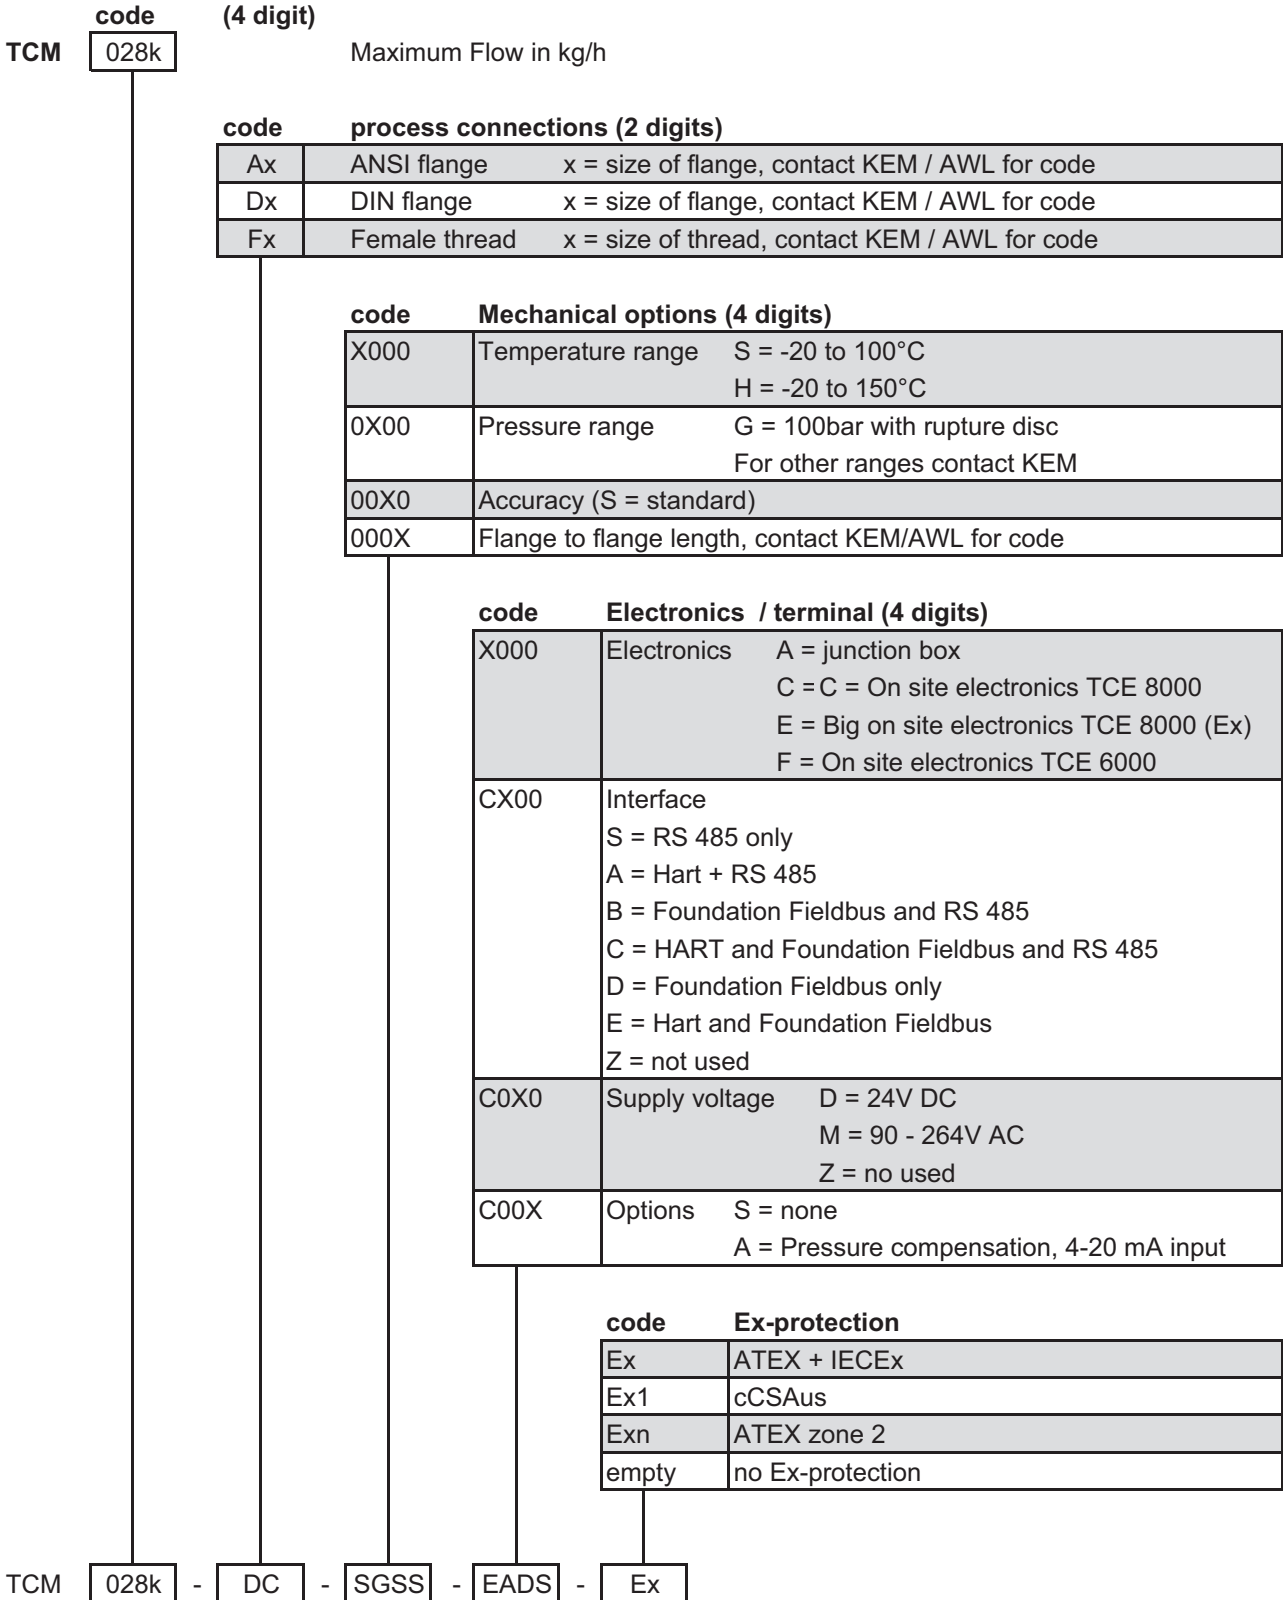 code (4 digit)
TCM 028k Maximum Flow in kg/h
code process connections (2 digits)
Ax ANSI flange x = size of flange, contact KEM / AWL for code
Dx DIN flange x = size of flange, contact KEM / AWL for code
Fx Female thread x = size of thread, contact KEM / AWL for code
code Mechanical options (4 digits)
X000 Temperature range S = -20 to 100°C
H = -20 to 150°C
0X00 Pressure range G = 100bar with rupture disc
For other ranges contact KEM
00X0 Accuracy (S = standard)
000X Flange to flange length, contact KEM/AWL for code
code Electronics / terminal (4 digits)
X000 Electronics A = junction box
C =C = On site electronics TCE 8000
E = Big on site electronics TCE 8000 (Ex)
F = On site electronics TCE 6000
CX00 Interface
S = RS 485 only
A = Hart + RS 485
B = Foundation Fieldbus and RS 485
C = HART and Foundation Fieldbus and RS 485
D = Foundation Fieldbus only
E = Hart and Foundation Fieldbus
Z = not used
C0X0 Supply voltage D = 24V DC
M = 90 - 264V AC
Z = no used
C00X Options S = none
A = Pressure compensation, 4-20 mA input
code Ex-protection
Ex ATEX + IECEx
Ex1 cCSAus
Exn ATEX zone 2
empty no Ex-protection
TCM 028k - DC - SGSS - EADS - Ex